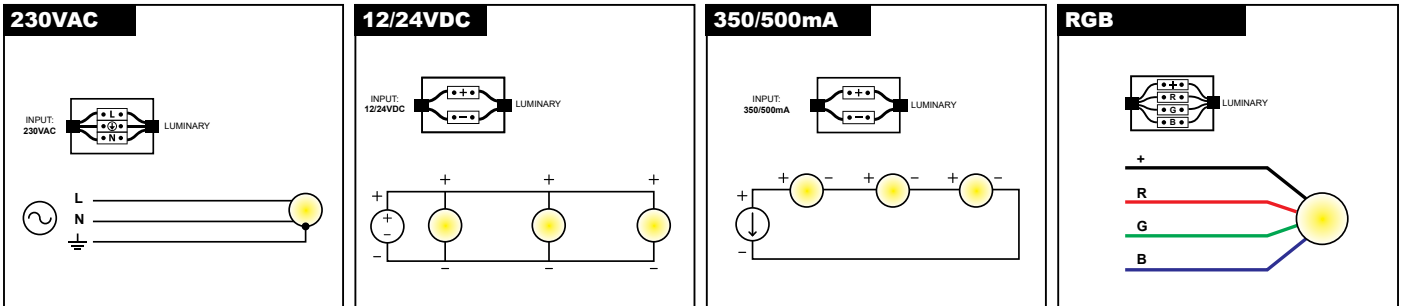 230VAC
INPUT:
230VAC
L
N
LUMINARY
L
N
12/24VDC
INPUT:
12/24VDC
+
-
LUMINARY
+ + + +
+
-
- - - -
350/500mA
INPUT:
350/500mA
+
-
LUMINARY
+ + - + - + -
-
RGB
+
R
G
B
LUMINARY
+
R
G
B